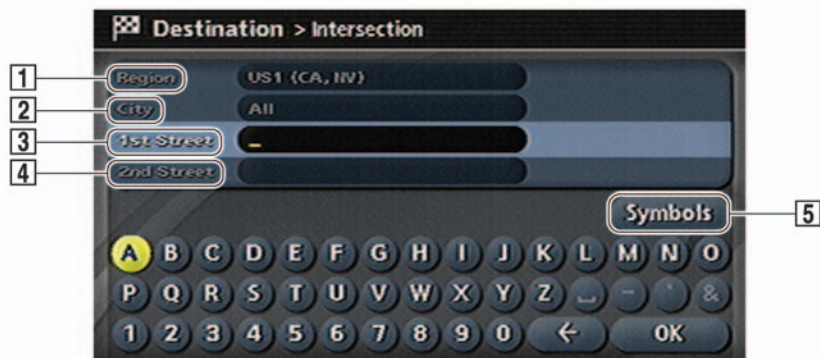 Destination > Intersection
1 Region US1 {CA, NV}
2 City All
3 1st Street _
4 2nd Street
Symbols 5
A B C D E F G H I J K L M N O
P Q R S T U V W X Y Z ␣ - ` &
1 2 3 4 5 6 7 8 9 0 ← OK